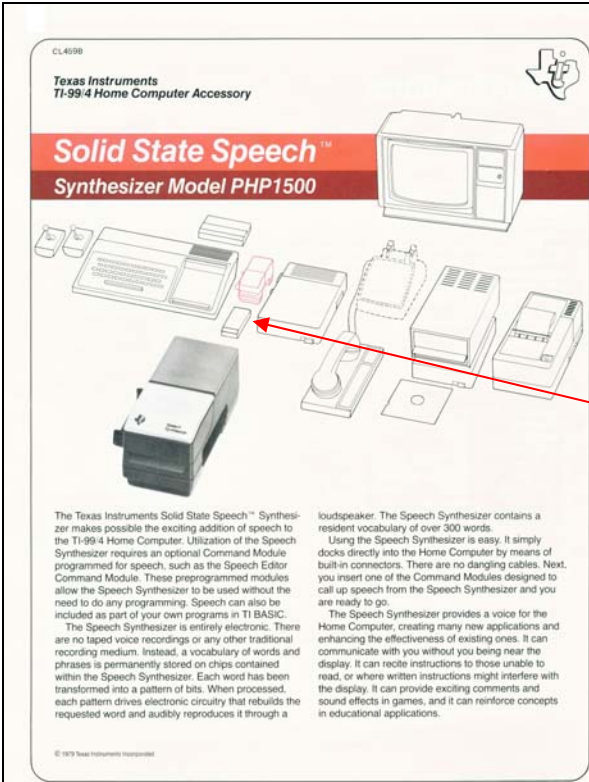 CL469B
Texas Instruments
TI-99/4 Home Computer Accessory
Solid State Speech™
Synthesizer Model PHP1500
The Texas Instruments Solid State Speech™ Synthesi-
zer makes possible the exciting addition of speech to
the TI-99/4 Home Computer. Utilization of the Speech
Synthesizer requires an optional Command Module
programmed for speech, such as the Speech Editor
Command Module. These preprogrammed modules
allow the Speech Synthesizer to be used without the
need to do any programming. Speech can also be
included as part of your own programs in TI BASIC.
The Speech Synthesizer is entirely electronic. There
are no taped voice recordings or any other traditional
recording medium. Instead, a vocabulary of words and
phrases is permanently stored on chips contained
within the Speech Synthesizer. Each word has been
transformed into a pattern of bits. When processed,
each pattern drives electronic circuitry that rebuilds the
requested word and audibly reproduces it through a
loudspeaker. The Speech Synthesizer contains a
resident vocabulary of over 300 words.
Using the Speech Synthesizer is easy. It simply
docks directly into the Home Computer by means of
built-in connectors. There are no dangling cables. Next,
you insert one of the Command Modules designed to
call up speech from the Speech Synthesizer and you
are ready to go.
The Speech Synthesizer provides a voice for the
Home Computer, creating many new applications and
enhancing the effectiveness of existing ones. It can
communicate with you without you being near the
display. It can recite instructions to those unable to
read, or where written instructions might interfere with
the display. It can provide exciting comments and
sound effects in games, and it can reinforce concepts
in educational applications.
© 1979 Texas Instruments Incorporated